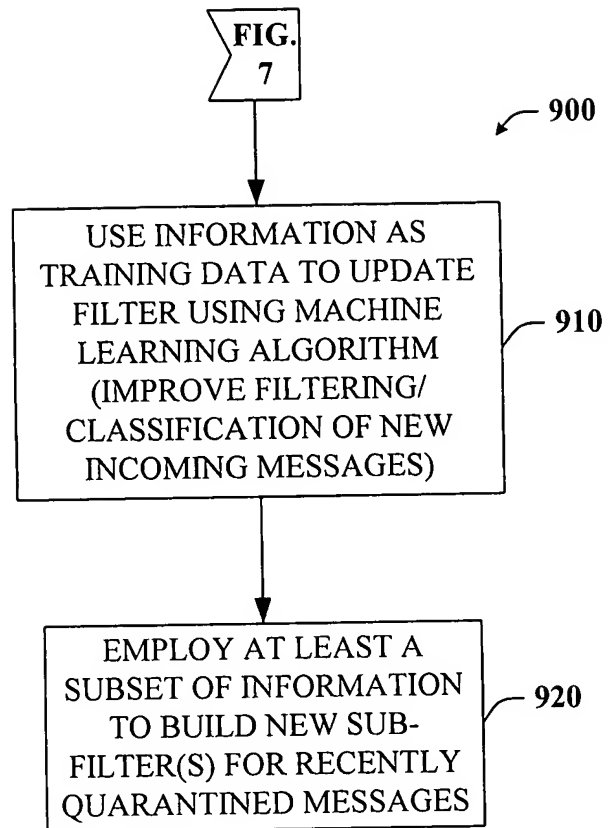 FIG.
7
900
USE INFORMATION AS
TRAINING DATA TO UPDATE
FILTER USING MACHINE
LEARNING ALGORITHM
(IMPROVE FILTERING/
CLASSIFICATION OF NEW
INCOMING MESSAGES)
910
EMPLOY AT LEAST A
SUBSET OF INFORMATION
TO BUILD NEW SUB-
FILTER(S) FOR RECENTLY
QUARANTINED MESSAGES
920